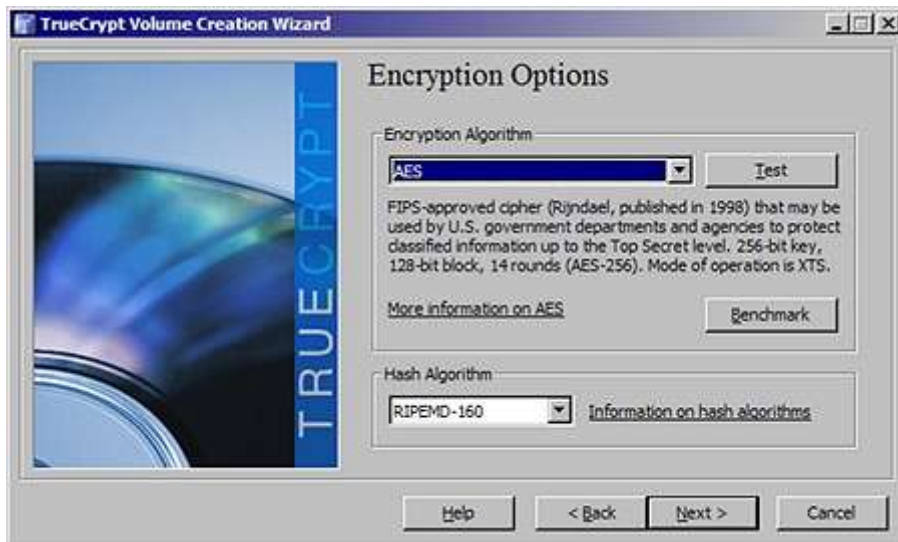 TrueCrypt Volume Creation Wizard
TRUECRYPT
Encryption Options
Encryption Algorithm
AES
Test
FIPS-approved cipher (Rijndael, published in 1998) that may be
used by U.S. government departments and agencies to protect
classified information up to the Top Secret level. 256-bit key,
128-bit block, 14 rounds (AES-256). Mode of operation is XTS.
More information on AES
Benchmark
Hash Algorithm
RIPEMD-160
Information on hash algorithms
Help
< Back
Next >
Cancel